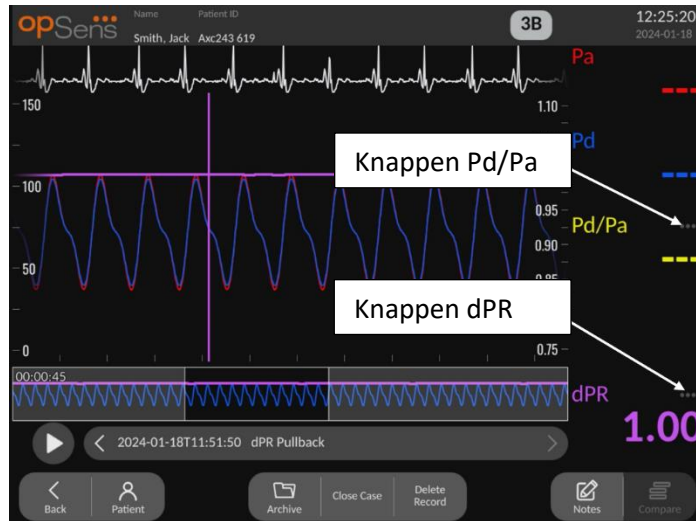 opSens
Name Patient ID
Smith, Jack Axc243 619
3B
12:25:20
2024-01-18
Pa
150
1.10
Pd
Knappen Pd/Pa
100
0.95
Pd/Pa
0.90
50
0.85
Knappen dPR
0
0.75
00:00:45
dPR
1.00
2024-01-18T11:51:50 dPR Pullback
Back
Patient
Archive
Close Case
Delete
Record
Notes
Compare